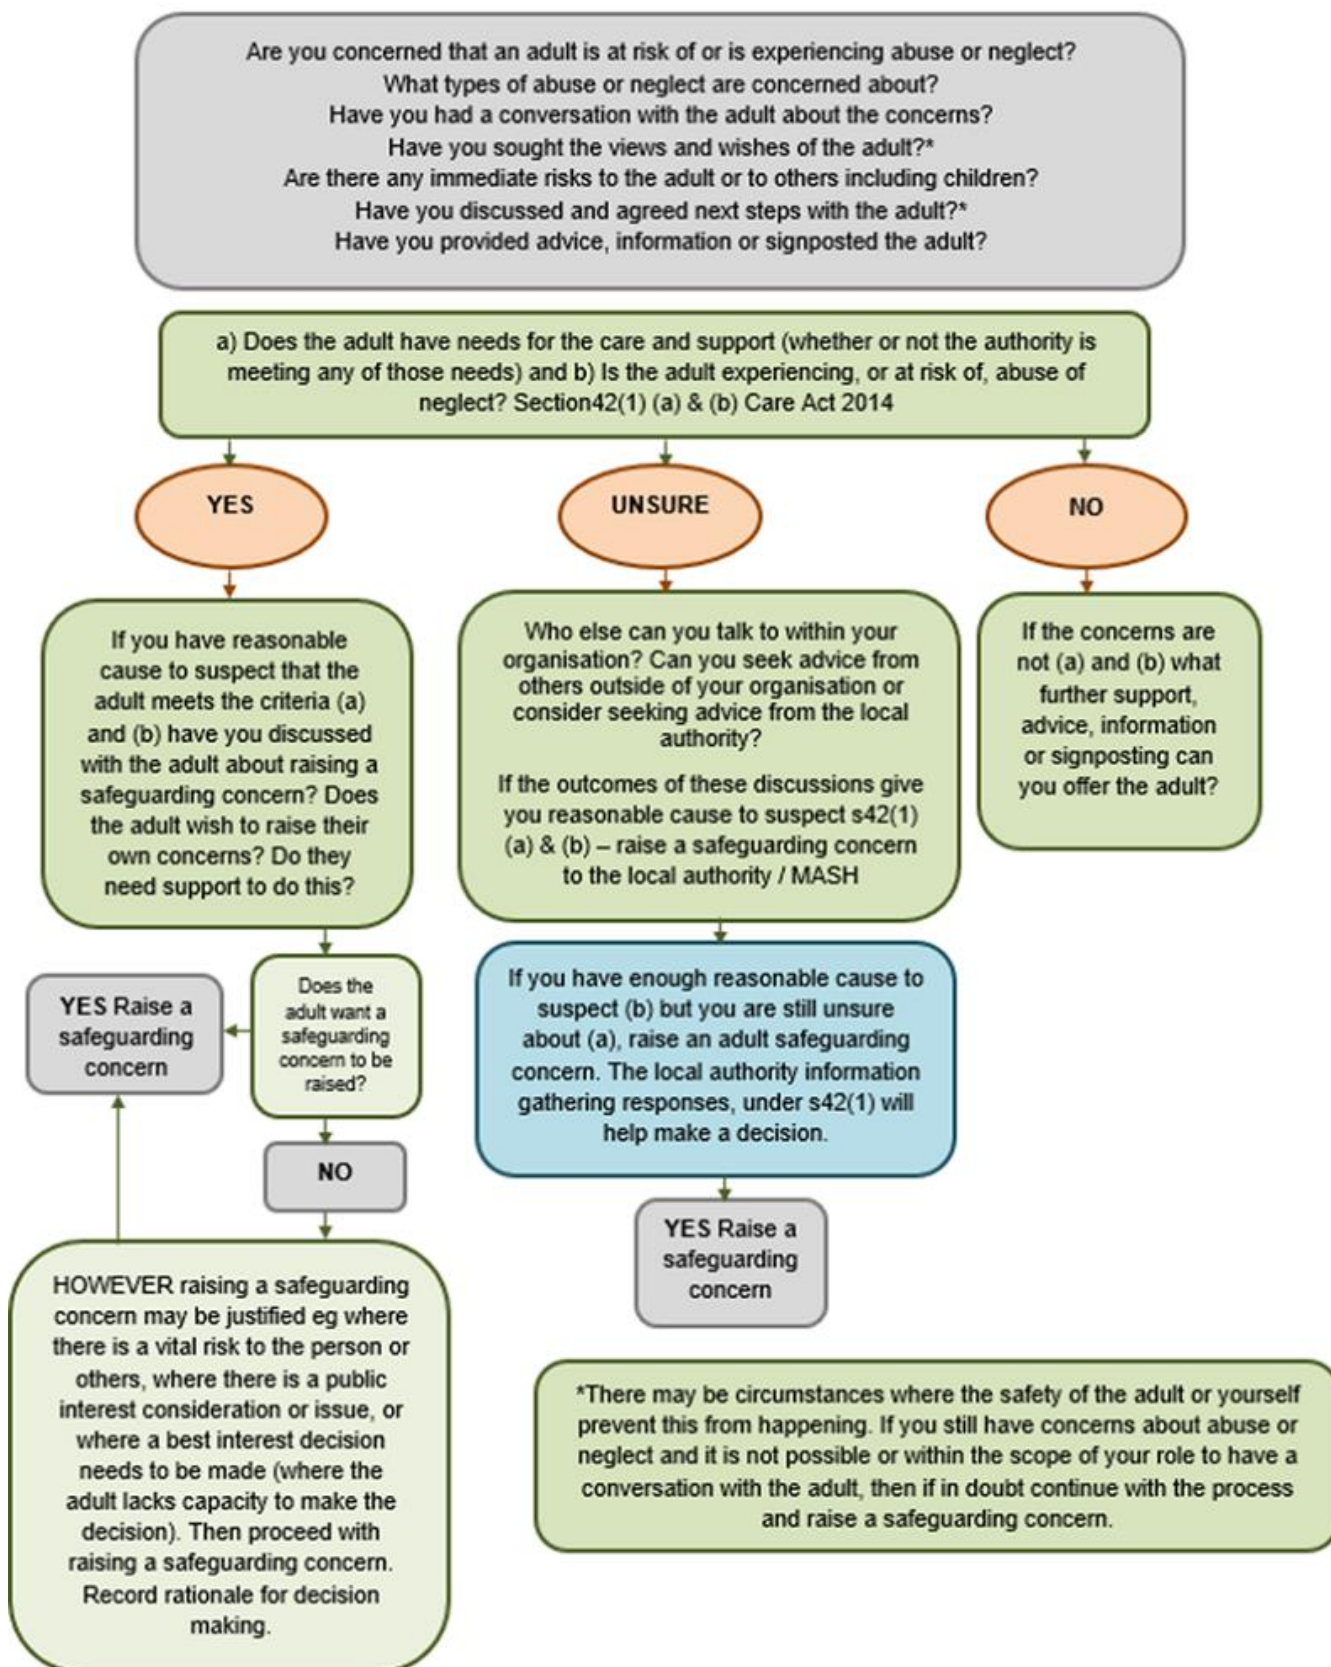 Are you concerned that an adult is at risk of or is experiencing abuse or neglect?
What types of abuse or neglect are concerned about?
Have you had a conversation with the adult about the concerns?
Have you sought the views and wishes of the adult?*
Are there any immediate risks to the adult or to others including children?
Have you discussed and agreed next steps with the adult?*
Have you provided advice, information or signposted the adult?
a) Does the adult have needs for the care and support (whether or not the authority is
meeting any of those needs) and b) Is the adult experiencing, or at risk of, abuse of
neglect? Section42(1) (a) & (b) Care Act 2014
YES
UNSURE
NO
If you have reasonable
cause to suspect that the
adult meets the criteria (a)
and (b) have you discussed
with the adult about raising a
safeguarding concern? Does
the adult wish to raise their
own concerns? Do they
need support to do this?
Who else can you talk to within your
organisation? Can you seek advice from
others outside of your organisation or
consider seeking advice from the local
authority?
If the outcomes of these discussions give
you reasonable cause to suspect s42(1)
(a) & (b) – raise a safeguarding concern
to the local authority / MASH
If the concerns are
not (a) and (b) what
further support,
advice, information
or signposting can
you offer the adult?
YES Raise a
safeguarding
concern
Does the
adult want a
safeguarding
concern to be
raised?
If you have enough reasonable cause to
suspect (b) but you are still unsure
about (a), raise an adult safeguarding
concern. The local authority information
gathering responses, under s42(1) will
help make a decision.
NO
YES Raise a
safeguarding
concern
HOWEVER raising a safeguarding
concern may be justified eg where
there is a vital risk to the person or
others, where there is a public
interest consideration or issue, or
where a best interest decision
needs to be made (where the
adult lacks capacity to make the
decision). Then proceed with
raising a safeguarding concern.
Record rationale for decision
making.
*There may be circumstances where the safety of the adult or yourself
prevent this from happening. If you still have concerns about abuse or
neglect and it is not possible or within the scope of your role to have a
conversation with the adult, then if in doubt continue with the process
and raise a safeguarding concern.